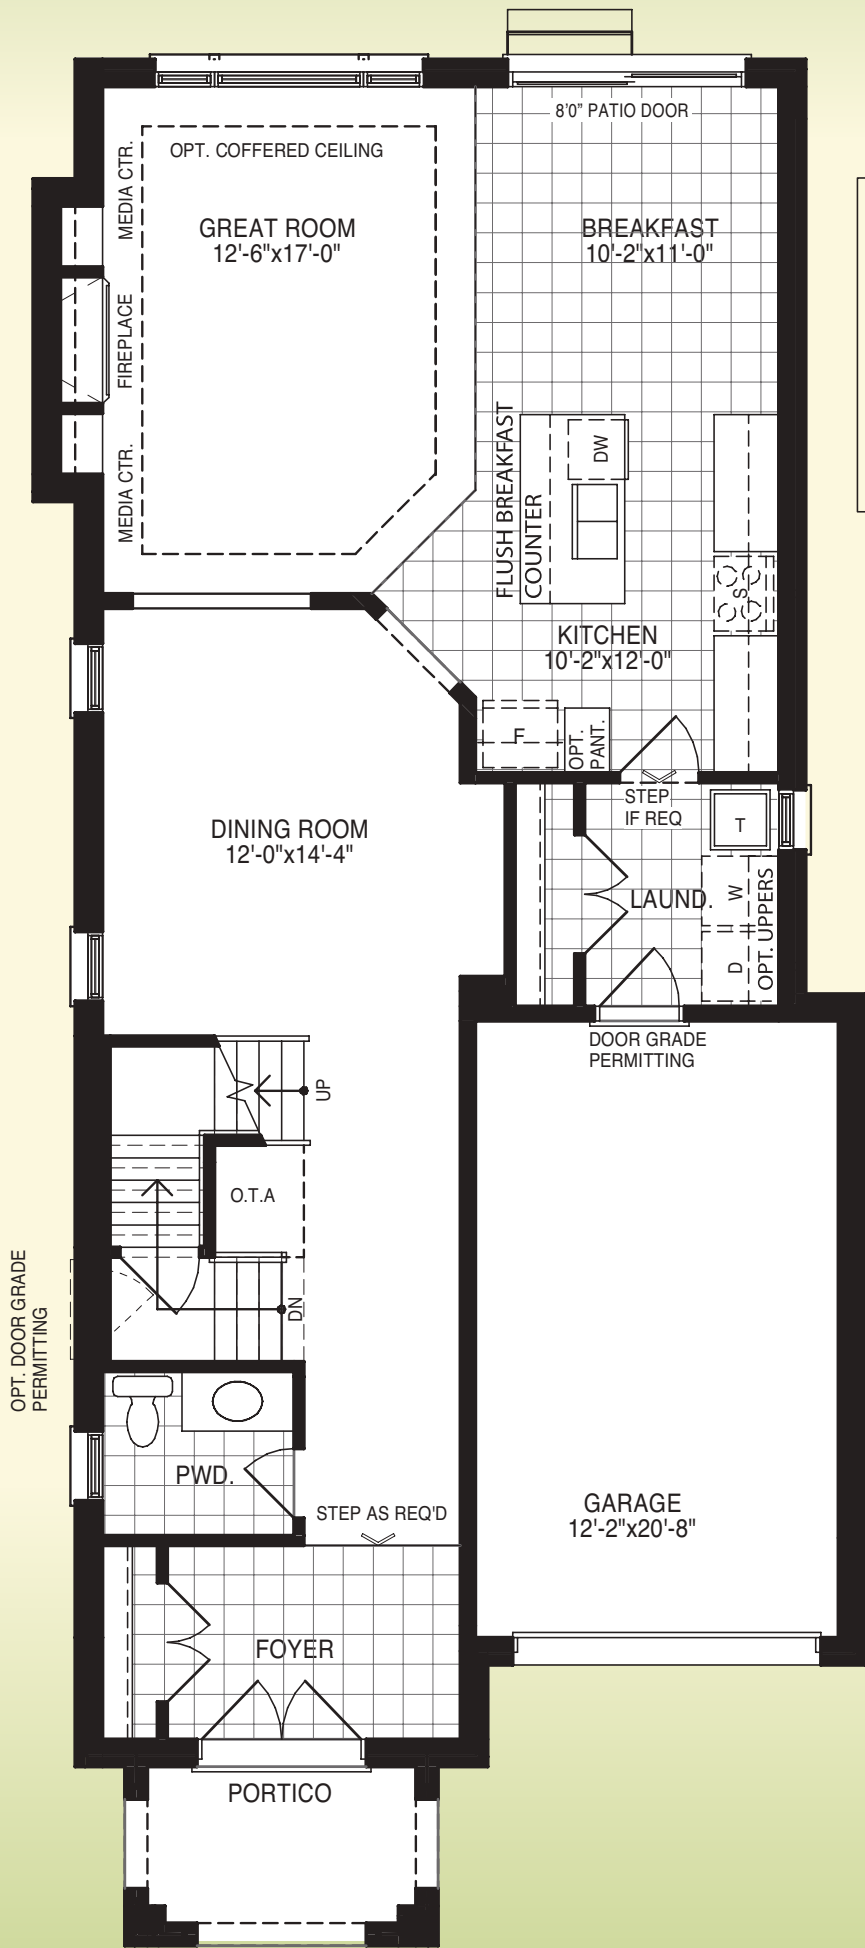 8'0" PATIO DOOR
OPT. COFFERED CEILING
MEDIA CTR.
GREAT ROOM
12'-6"x17'-0"
BREAKFAST
10'-2"x11'-0"
FIREPLACE
MEDIA CTR.
FLUSH BREAKFAST
COUNTER
DW
S
KITCHEN
10'-2"x12'-0"
F
OPT.
PANT.
STEP
IF REQ
T
DINING ROOM
12'-0"x14'-4"
LAUND.
W
D
OPT. UPPERS
DOOR GRADE
PERMITTING
UP
O.T.A
DN
OPT. DOOR GRADE
PERMITTING
PWD.
STEP AS REQ'D
GARAGE
12'-2"x20'-8"
FOYER
PORTICO